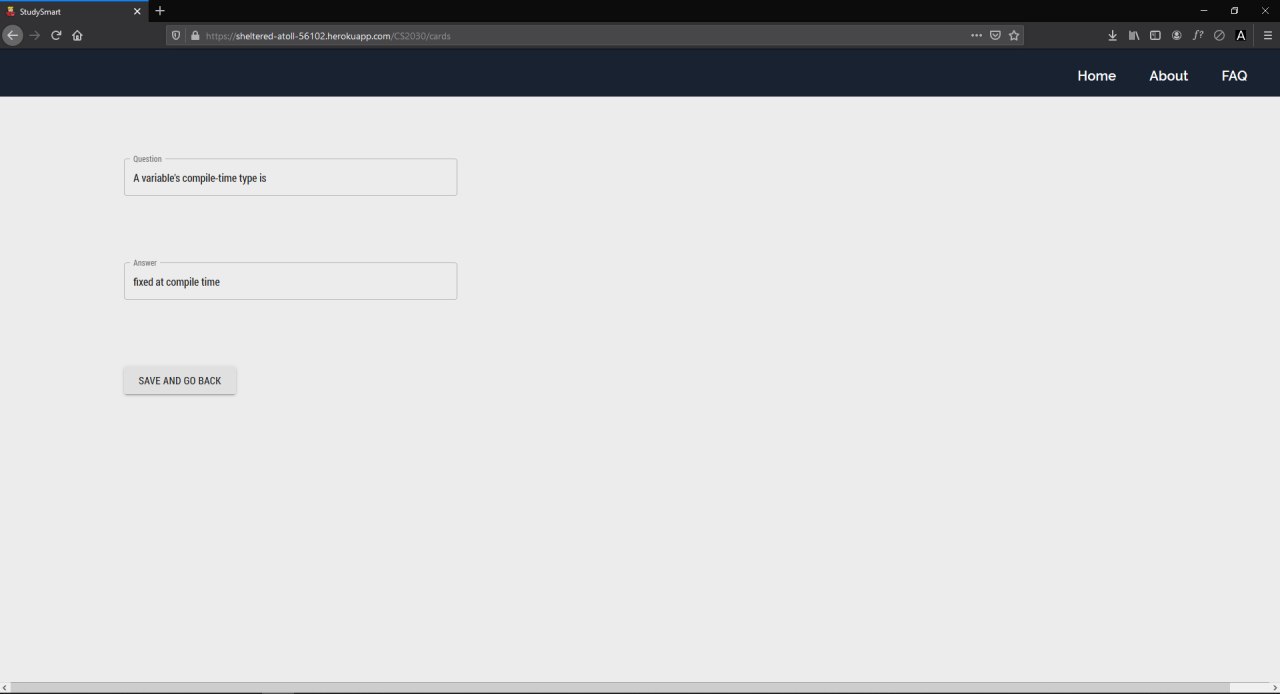 StudySmart
https://sheltered-atoll-56102.herokuapp.com/CS2030/cards
Home About FAQ
Question
A variable's compile-time type is
Answer
fixed at compile time
SAVE AND GO BACK